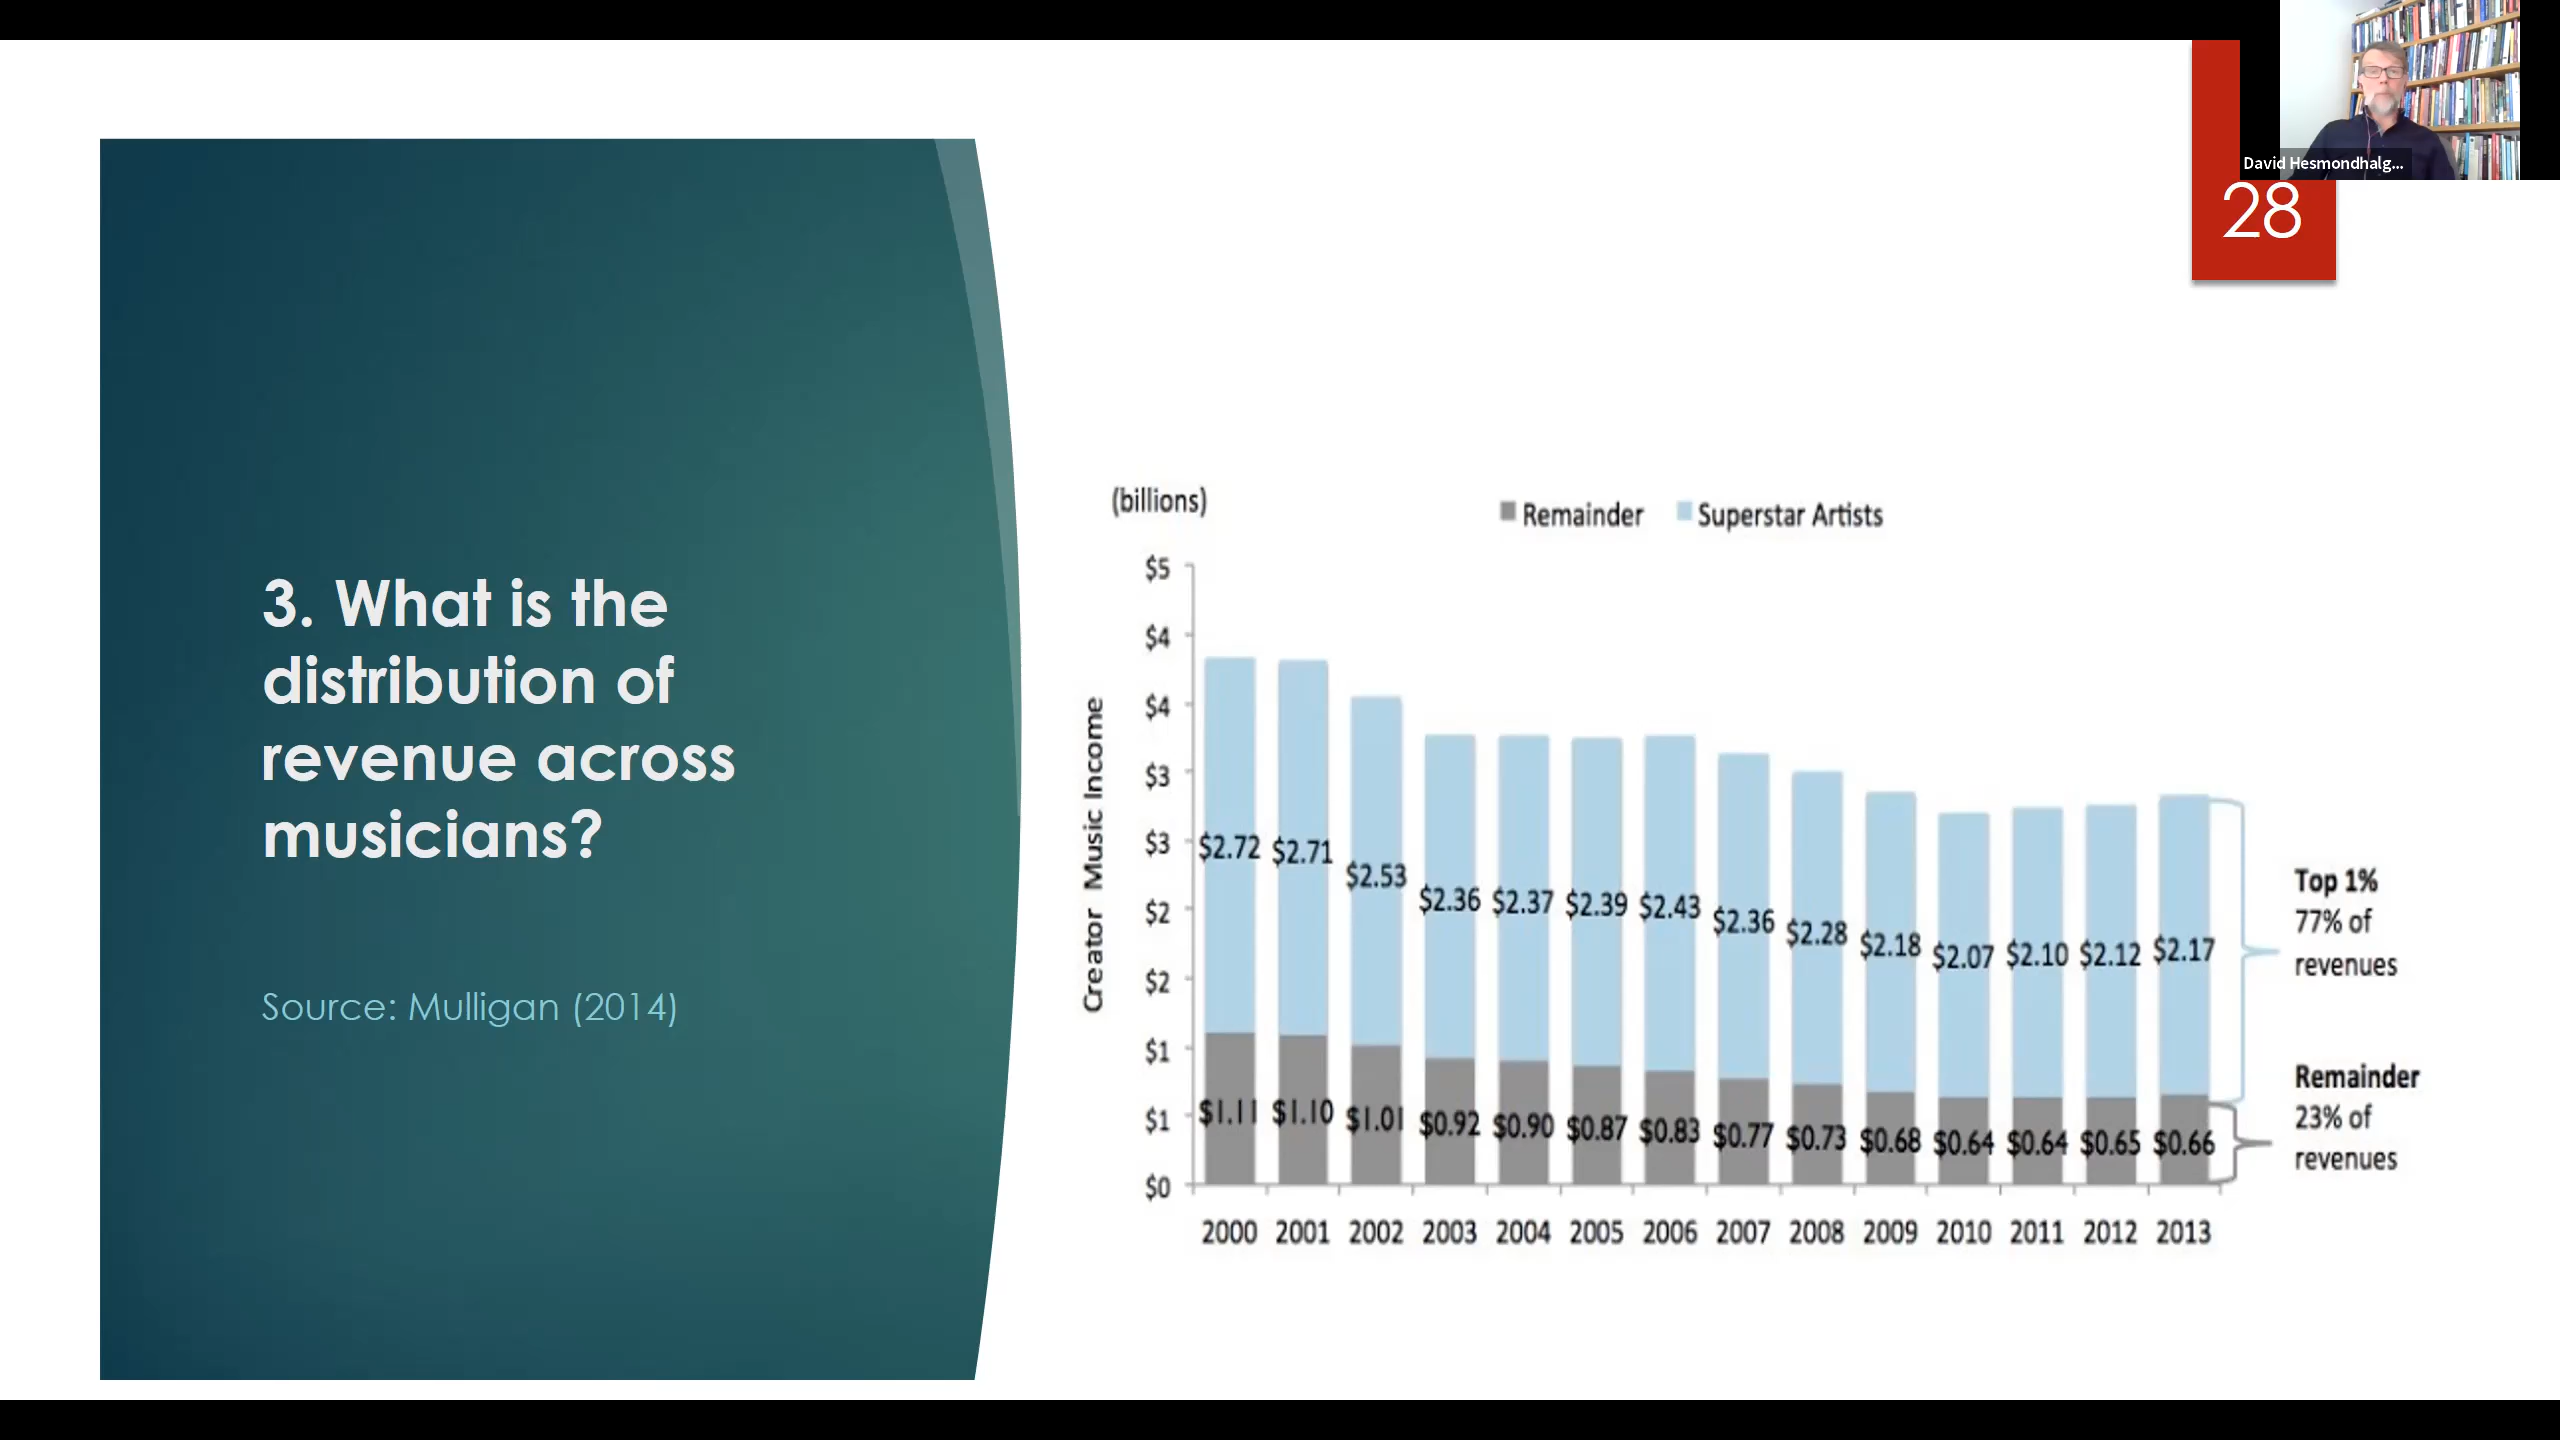 David Hesmondhalg...
28
3. What is the
distribution of
revenue across
musicians?
Source: Mulligan (2014)
(billions)
Remainder Superstar Artists
Creator Music Income
$5
$4
$4
$3
$3
$2
$2
$1
$1
$0
$2.72 $2.71 $2.53 $2.36 $2.37 $2.39 $2.43 $2.36 $2.28 $2.18 $2.07 $2.10 $2.12 $2.17
$1.11 $1.10 $1.01 $0.92 $0.90 $0.87 $0.83 $0.77 $0.73 $0.68 $0.64 $0.64 $0.65 $0.66
2000 2001 2002 2003 2004 2005 2006 2007 2008 2009 2010 2011 2012 2013
Top 1%
77% of
revenues
Remainder
23% of
revenues